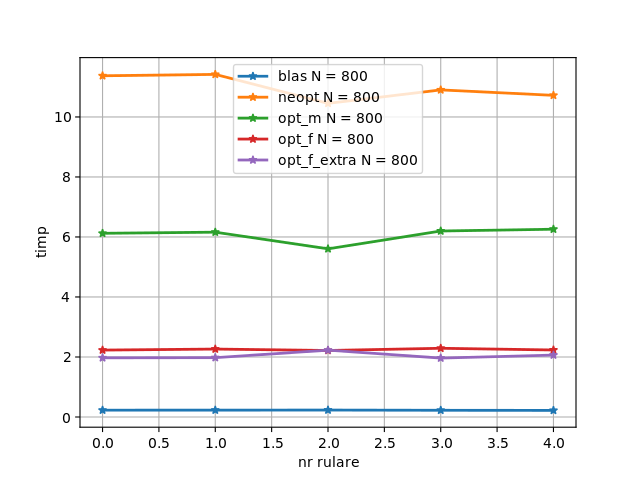 blas N = 800
neopt N = 800
opt_m N = 800
opt_f N = 800
opt_f_extra N = 800
timp
10
8
6
4
2
0
0.0 0.5 1.0 1.5 2.0 2.5 3.0 3.5 4.0
nr rulare